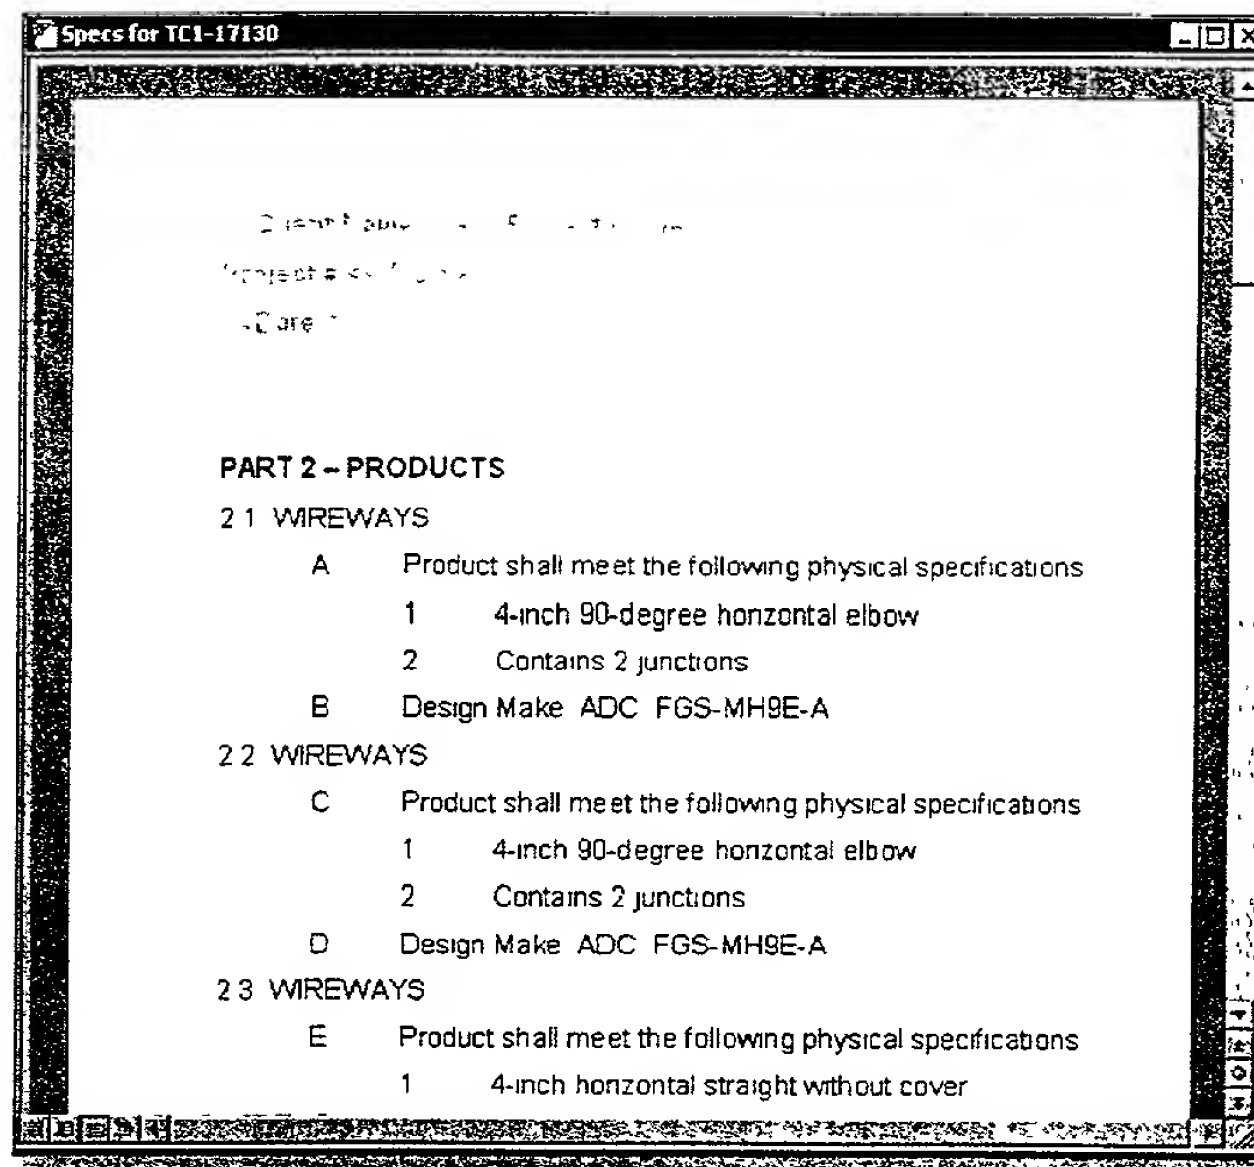 Specs for TC1-17130
Project #
PART 2 – PRODUCTS
2 1 WIREWAYS
A Product shall meet the following physical specifications
1 4-inch 90-degree horizontal elbow
2 Contains 2 junctions
B Design Make ADC FGS-MH9E-A
2 2 WIREWAYS
C Product shall meet the following physical specifications
1 4-inch 90-degree horizontal elbow
2 Contains 2 junctions
D Design Make ADC FGS-MH9E-A
2 3 WIREWAYS
E Product shall meet the following physical specifications
1 4-inch horizontal straight without cover